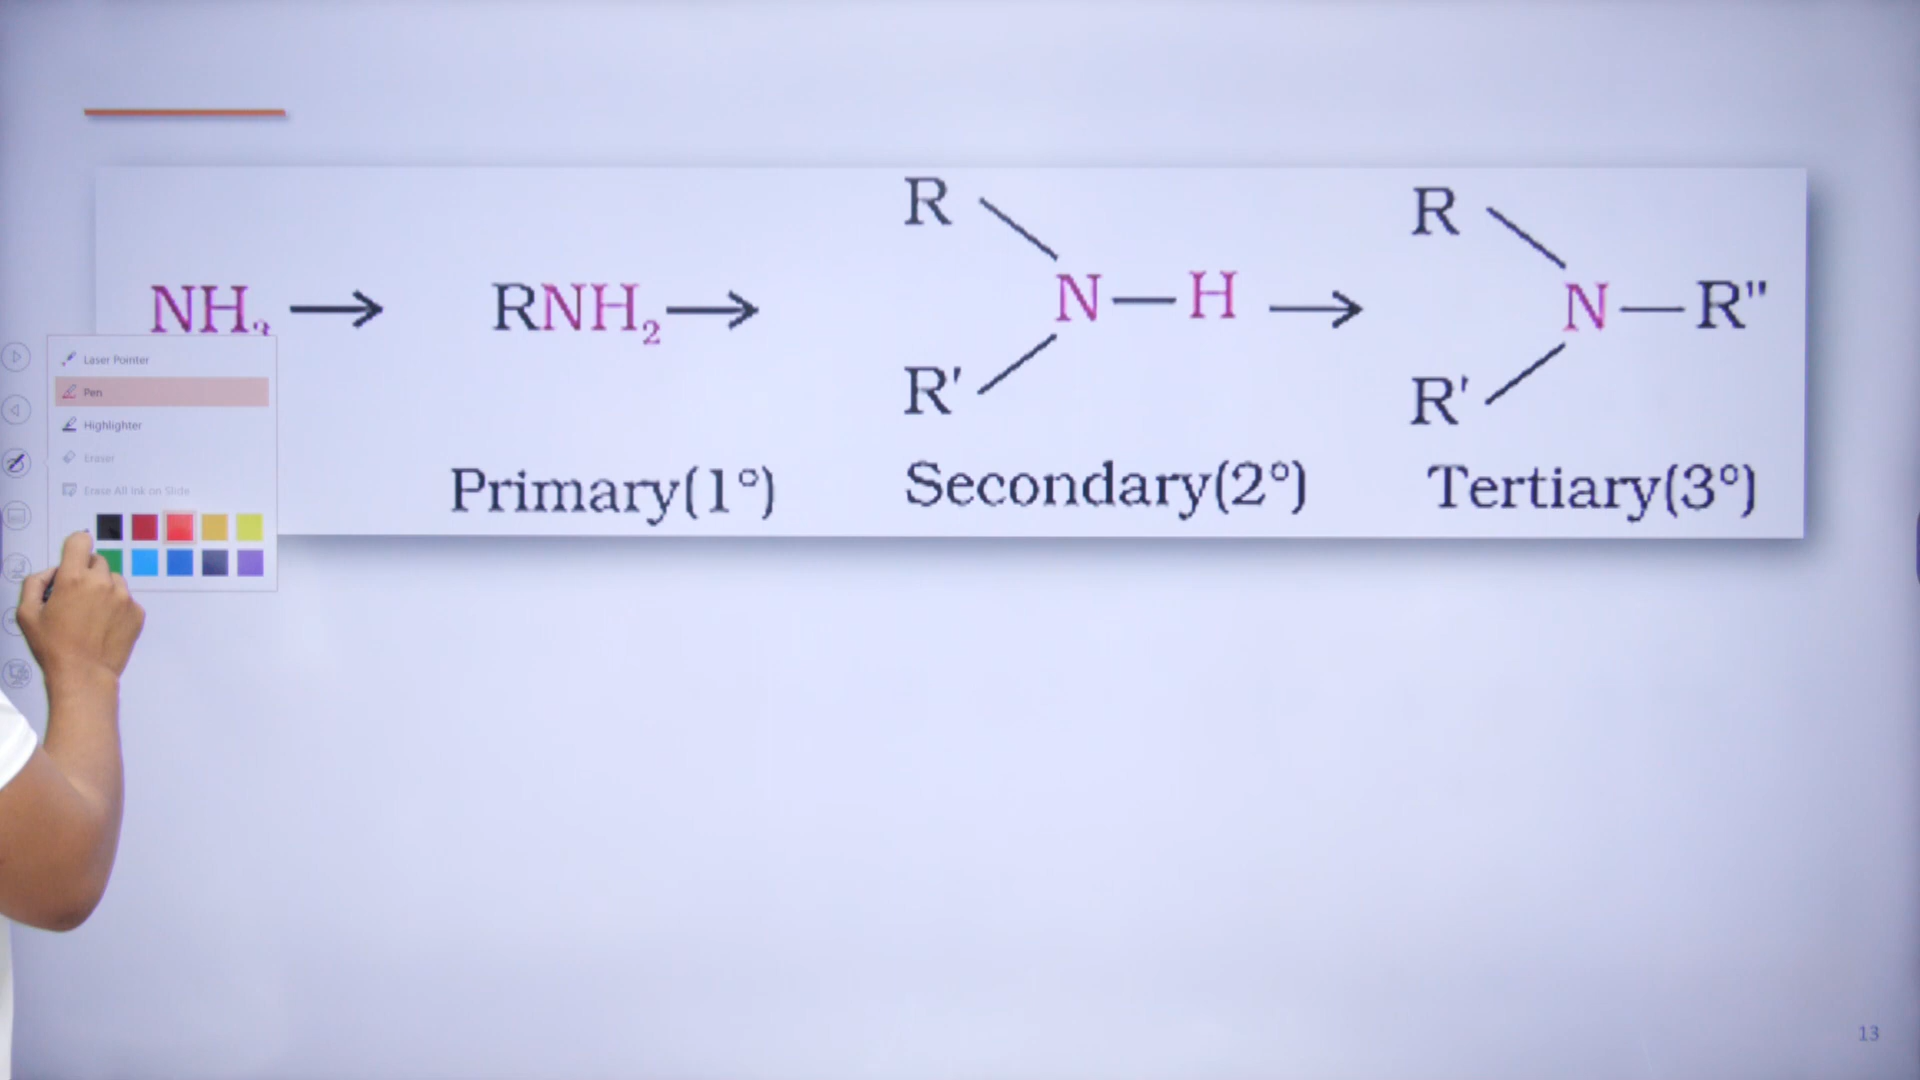 NH₃ → RNH₂ → R R' N—H → R R' N—R"
Primary(1°) Secondary(2°) Tertiary(3°)
Laser Pointer
Pen
Highlighter
Eraser
Erase All Ink on Slide
13